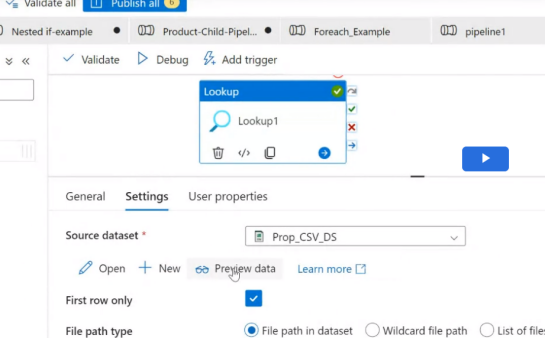 Validate all Publish all 6
Nested if-example Product-Child-Pipel... Foreach_Example pipeline1
Validate Debug Add trigger
Lookup
Lookup1
General Settings User properties
Source dataset * Prop_CSV_DS
Open New Preview data Learn more
First row only
File path type File path in dataset Wildcard file path List of files